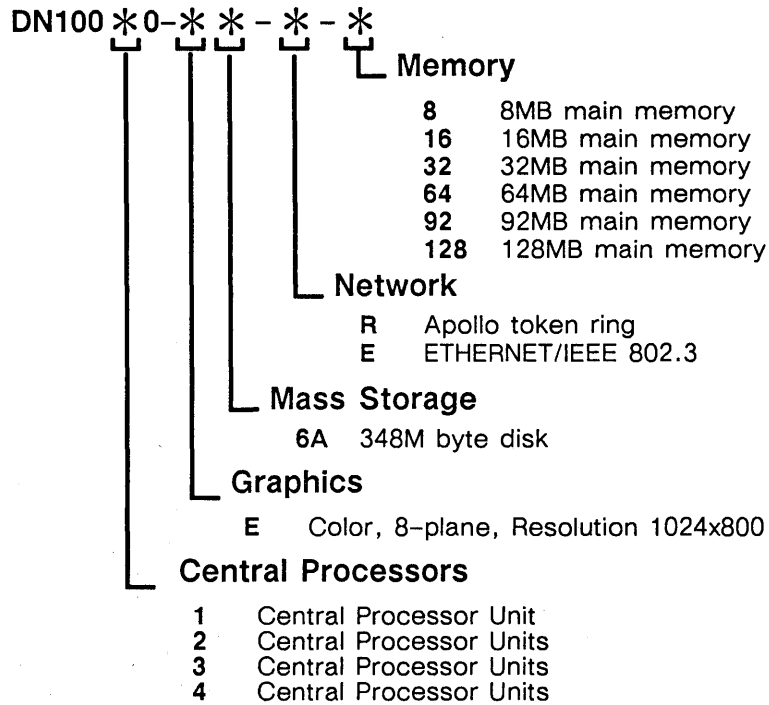 DN100*0-**-*-*
Memory
8 8MB main memory
16 16MB main memory
32 32MB main memory
64 64MB main memory
92 92MB main memory
128 128MB main memory
Network
R Apollo token ring
E ETHERNET/IEEE 802.3
Mass Storage
6A 348M byte disk
Graphics
E Color, 8-plane, Resolution 1024x800
Central Processors
1 Central Processor Unit
2 Central Processor Units
3 Central Processor Units
4 Central Processor Units